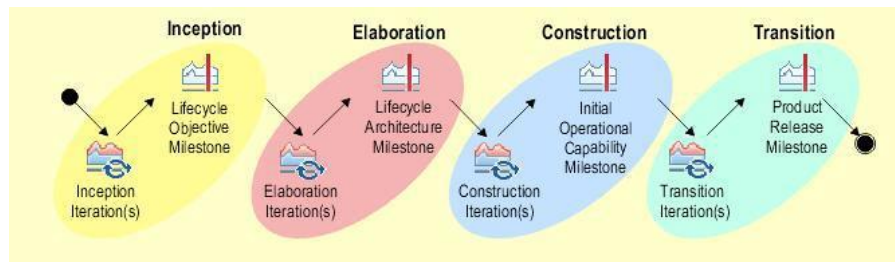 Inception
Elaboration
Construction
Transition
Lifecycle
Objective
Milestone
Lifecycle
Architecture
Milestone
Initial
Operational
Capability
Milestone
Product
Release
Milestone
Inception
Iteration(s)
Elaboration
Iteration(s)
Construction
Iteration(s)
Transition
Iteration(s)